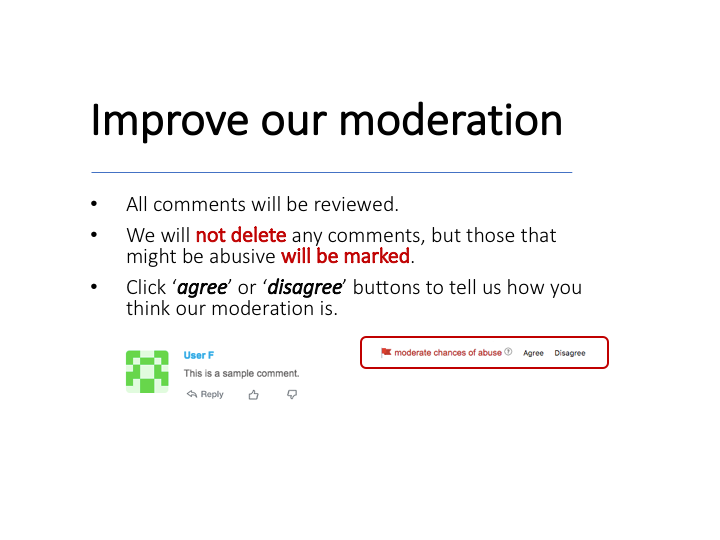 Improve our moderation
• All comments will be reviewed.
• We will not delete any comments, but those that
might be abusive will be marked.
• Click ‘agree’ or ‘disagree’ buttons to tell us how you
think our moderation is.
User F
This is a sample comment.
Reply
moderate chances of abuse ? Agree Disagree